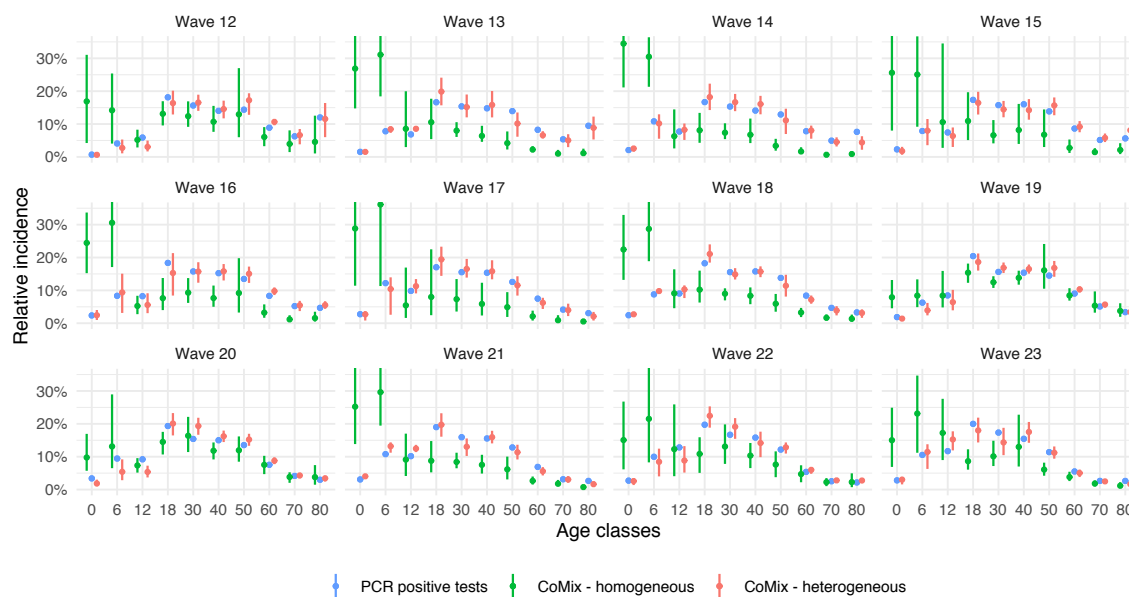 Wave 12 Wave 13 Wave 14 Wave 15
30%
20%
10%
0%
Wave 16 Wave 17 Wave 18 Wave 19
30%
20%
10%
0%
Wave 20 Wave 21 Wave 22 Wave 23
30%
20%
10%
0%
0 6 12 18 30 40 50 60 70 80 0 6 12 18 30 40 50 60 70 80 0 6 12 18 30 40 50 60 70 80 0 6 12 18 30 40 50 60 70 80
Relative incidence
Age classes
PCR positive tests CoMix - homogeneous CoMix - heterogeneous